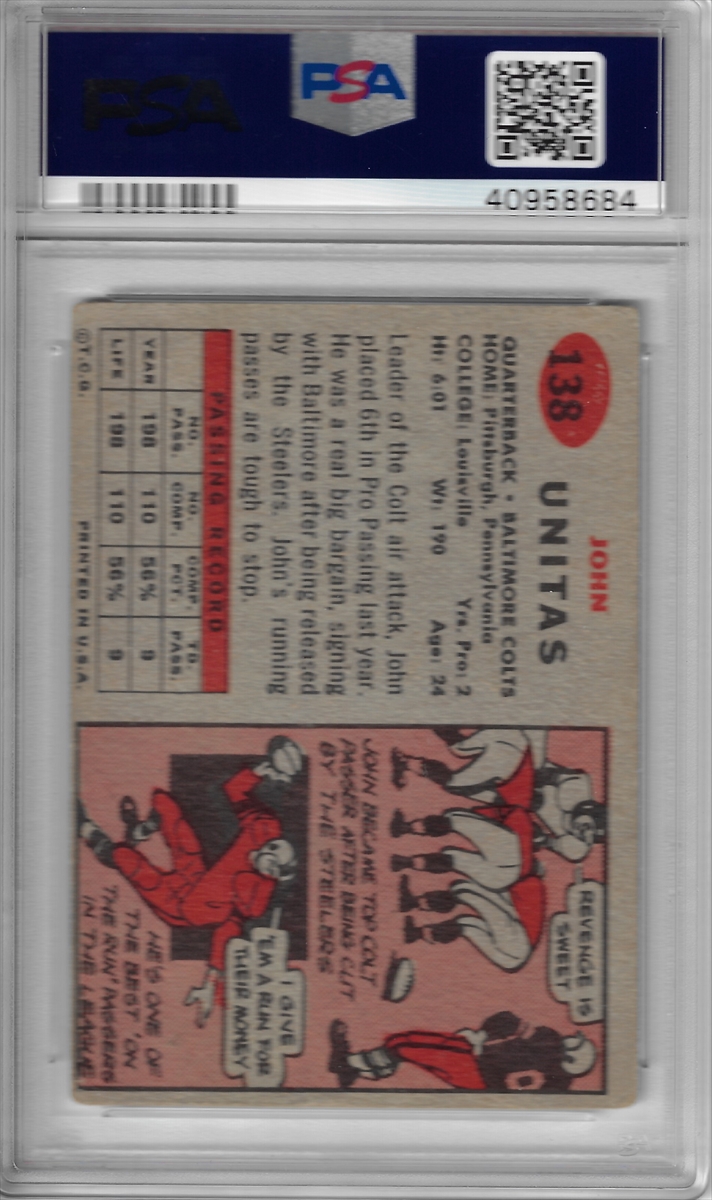 PSA
PSA
40958684
138
JOHN
UNITAS
QUARTERBACK • BALTIMORE COLTS
HOME: Pittsburgh, Pennsylvania
COLLEGE: Louisville Yrs. Pro: 2
Ht: 6-01 Wt: 190 Age: 24
Leader of the Colt air attack, John
placed 6th in Pro Passing last year.
He was a real big bargain, signing
with Baltimore after being released
by the Steelers. John's running
passes are tough to stop.
PASSING RECORD
NO. PASS. NO. COMP. COMP. PCT. TD. PASS.
YEAR 198 110 56% 9
LIFE 198 110 56% 9
©T.C.G. PRINTED IN U.S.A.
REVENGE IS
SWEET
JOHN BECAME TOP COLT
PASSER AFTER BEING CUT
BY THE STEELERS
I GIVE
'EM A RUN FOR
THEIR MONEY
HE'S ONE OF
THE BEST 'ON
THE RUN' PASSERS
IN THE LEAGUE